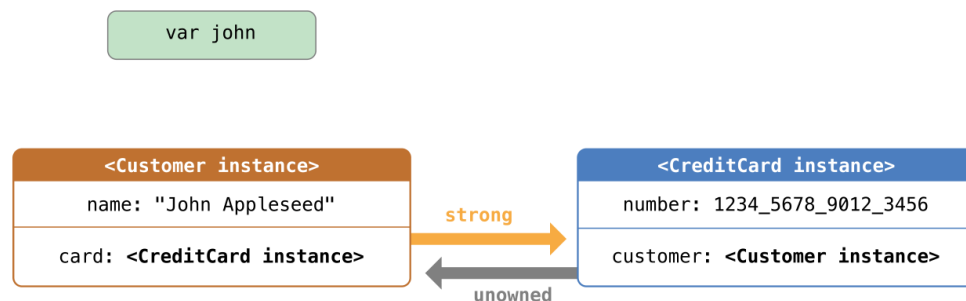 var john
<Customer instance>
<CreditCard instance>
name: "John Appleseed"
number: 1234_5678_9012_3456
strong
card: <CreditCard instance>
customer: <Customer instance>
unowned